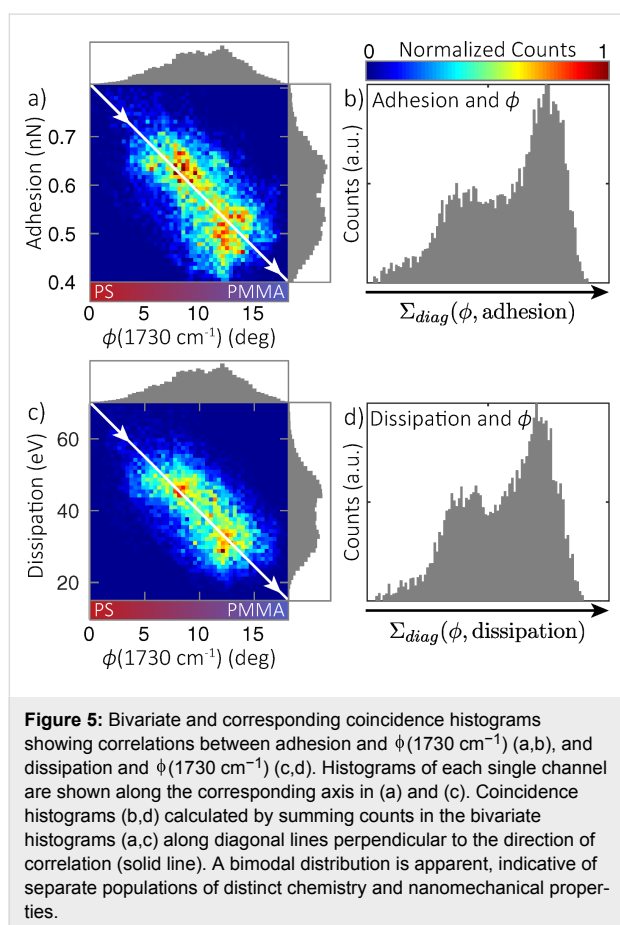 0 Normalized Counts 1
a)
Adhesion (nN)
0.7
0.6
0.5
0.4
PS PMMA
0 5 10 15
ϕ(1730 cm⁻¹) (deg)
b) Adhesion and ϕ
Counts (a.u.)
Σdiag(ϕ, adhesion)
c)
Dissipation (eV)
60
40
20
PS PMMA
0 5 10 15
ϕ(1730 cm⁻¹) (deg)
d) Dissipation and ϕ
Counts (a.u.)
Σdiag(ϕ, dissipation)
Figure 5: Bivariate and corresponding coincidence histograms
showing correlations between adhesion and ϕ(1730 cm⁻¹) (a,b), and
dissipation and ϕ(1730 cm⁻¹) (c,d). Histograms of each single channel
are shown along the corresponding axis in (a) and (c). Coincidence
histograms (b,d) calculated by summing counts in the bivariate
histograms (a,c) along diagonal lines perpendicular to the direction of
correlation (solid line). A bimodal distribution is apparent, indicative of
separate populations of distinct chemistry and nanomechanical proper-
ties.